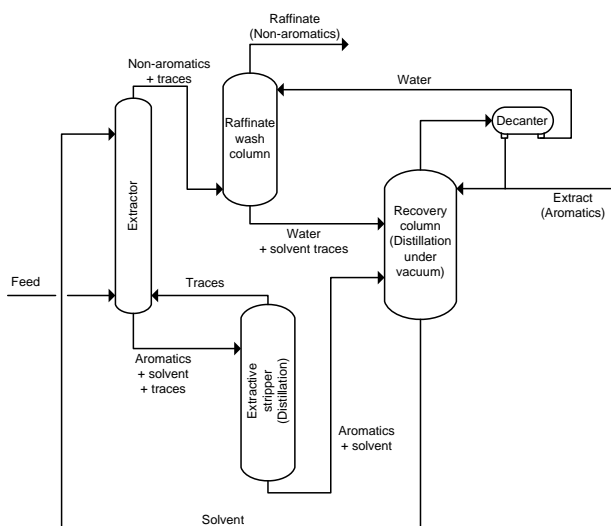 Raffinate
(Non-aromatics)
Non-aromatics
+ traces
Water
Raffinate
wash
column
Decanter
Extractor
Recovery
column
(Distillation
under
vacuum)
Extract
(Aromatics)
Water
+ solvent traces
Feed
Traces
Aromatics
+ solvent
+ traces
Extractive
stripper
(Distillation)
Aromatics
+ solvent
Solvent